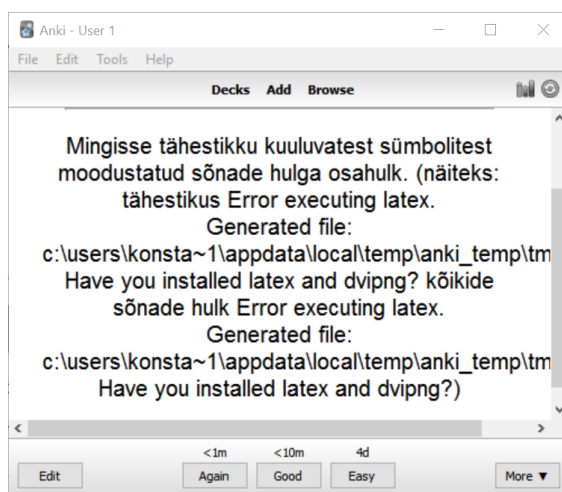 Anki - User 1
File Edit Tools Help
Decks Add Browse
Mingisse tähestikku kuuluvatest sümbolitest
moodustatud sõnade hulga osahulk. (näiteks:
tähestikus Error executing latex.
Generated file:
c:\users\konsta~1\appdata\local\temp\anki_temp\tm
Have you installed latex and dvipng? kõikide
sõnade hulk Error executing latex.
Generated file:
c:\users\konsta~1\appdata\local\temp\anki_temp\tm
Have you installed latex and dvipng?)
<1m <10m 4d
Edit Again Good Easy More ▼